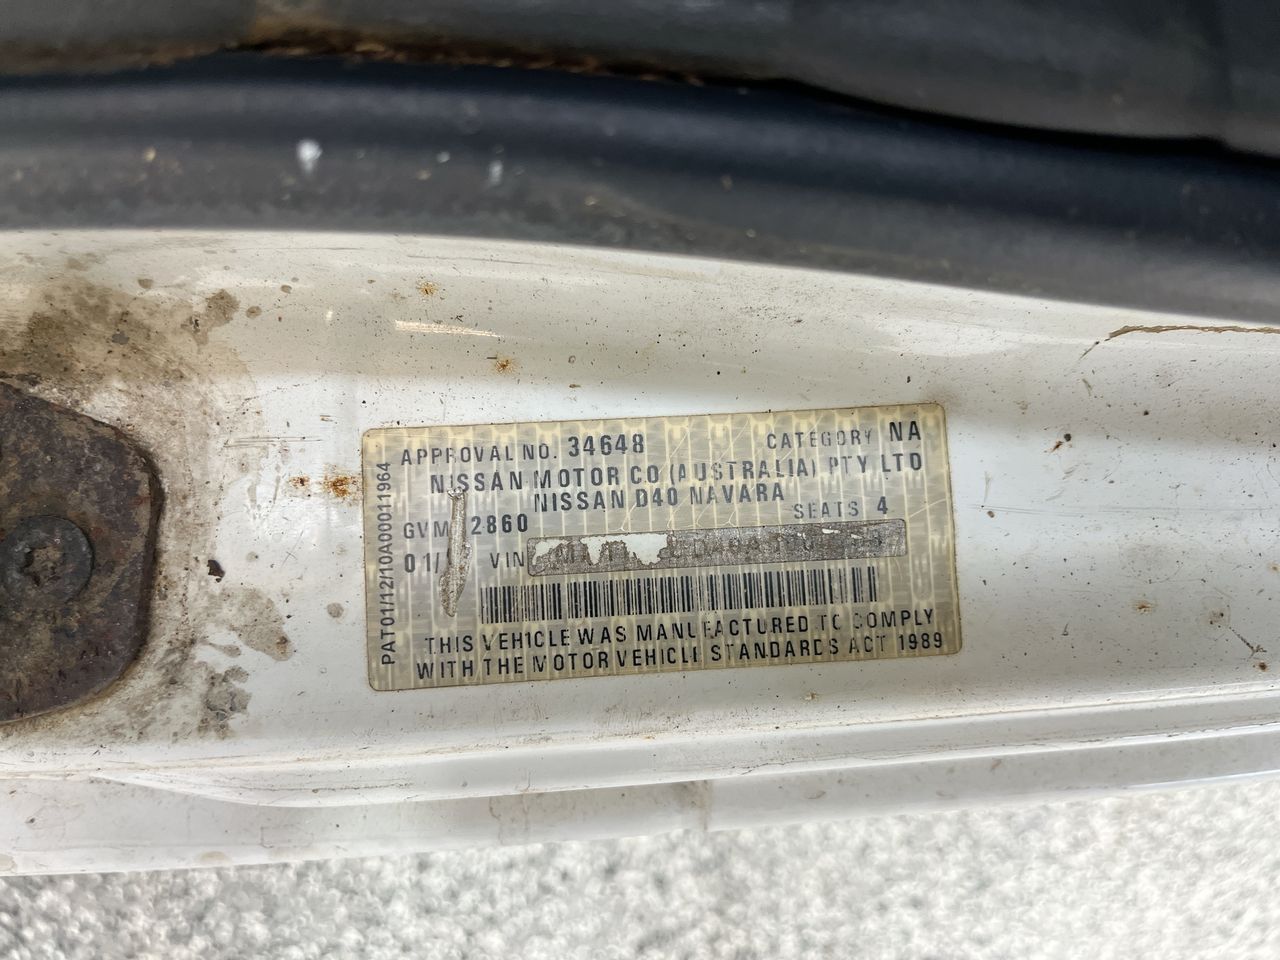 APPROVAL NO. 34648 CATEGORY NA
NISSAN MOTOR CO (AUSTRALIA) PTY LTD
NISSAN D40 NAVARA
GVM 2860 SEATS 4
01/ VIN
THIS VEHICLE WAS MANUFACTURED TO COMPLY
WITH THE MOTOR VEHICLE STANDARDS ACT 1989
PAT01/12/10A00011964